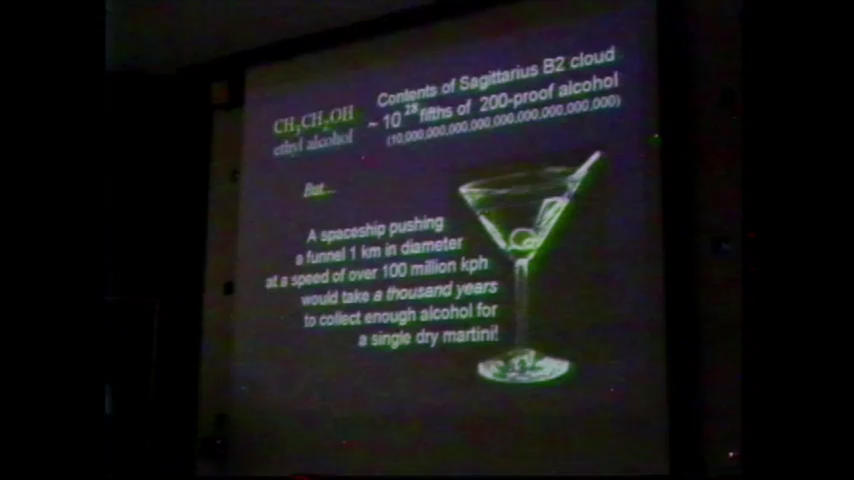 Contents of Sagittarius B2 cloud
CH₃CH₂OH ~ 10²⁸ fifths of 200-proof alcohol
ethyl alcohol (10,000,000,000,000,000,000,000,000,000)
But...
A spaceship pushing
a funnel 1 km in diameter
at a speed of over 100 million kph
would take a thousand years
to collect enough alcohol for
a single dry martini!